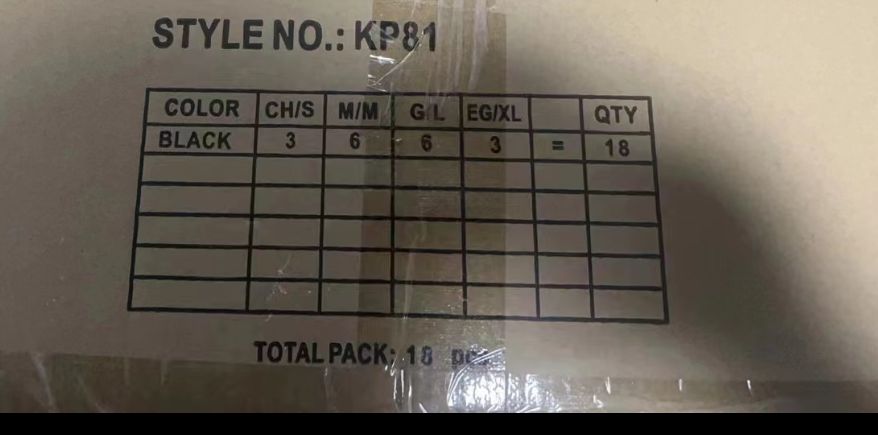 STYLE NO.: KP81
COLOR CH/S M/M G/L EG/XL QTY
BLACK 3 6 6 3 = 18
TOTAL PACK: 18 pcs